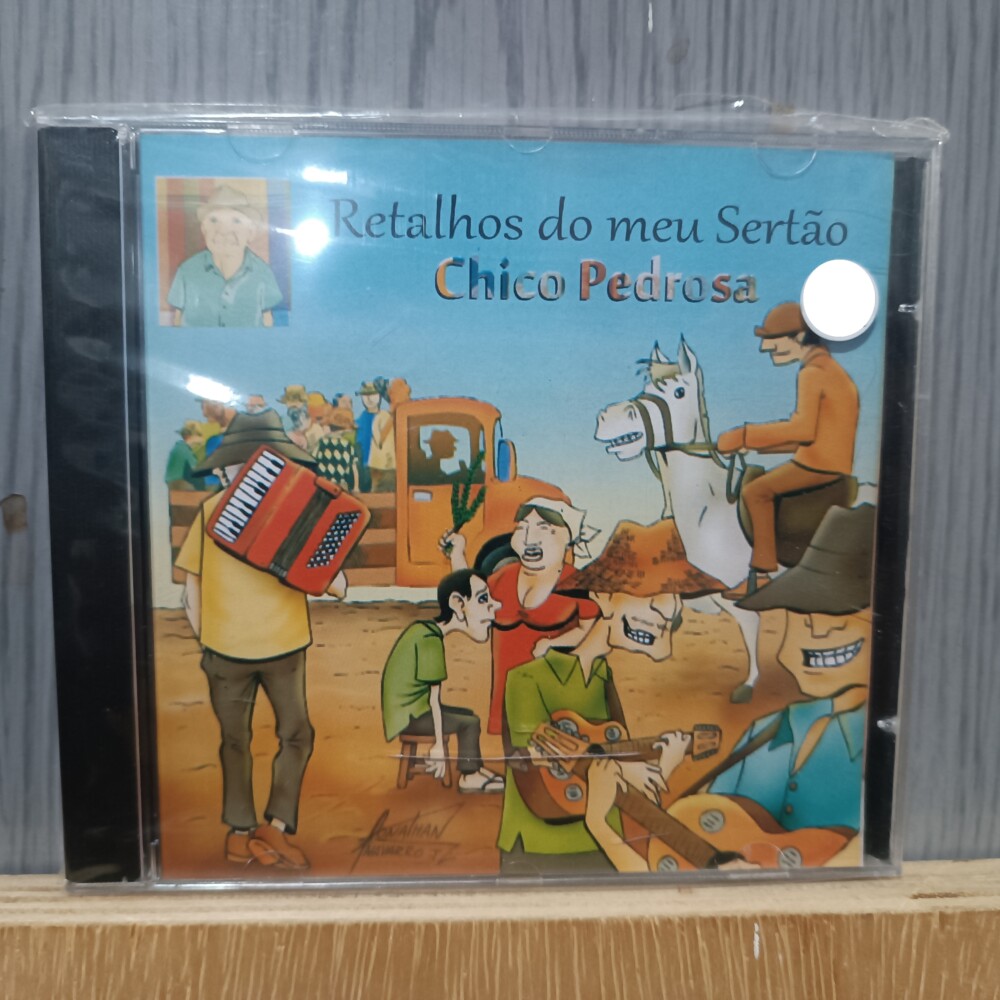 Retalhos do meu Sertão
Chico Pedrosa